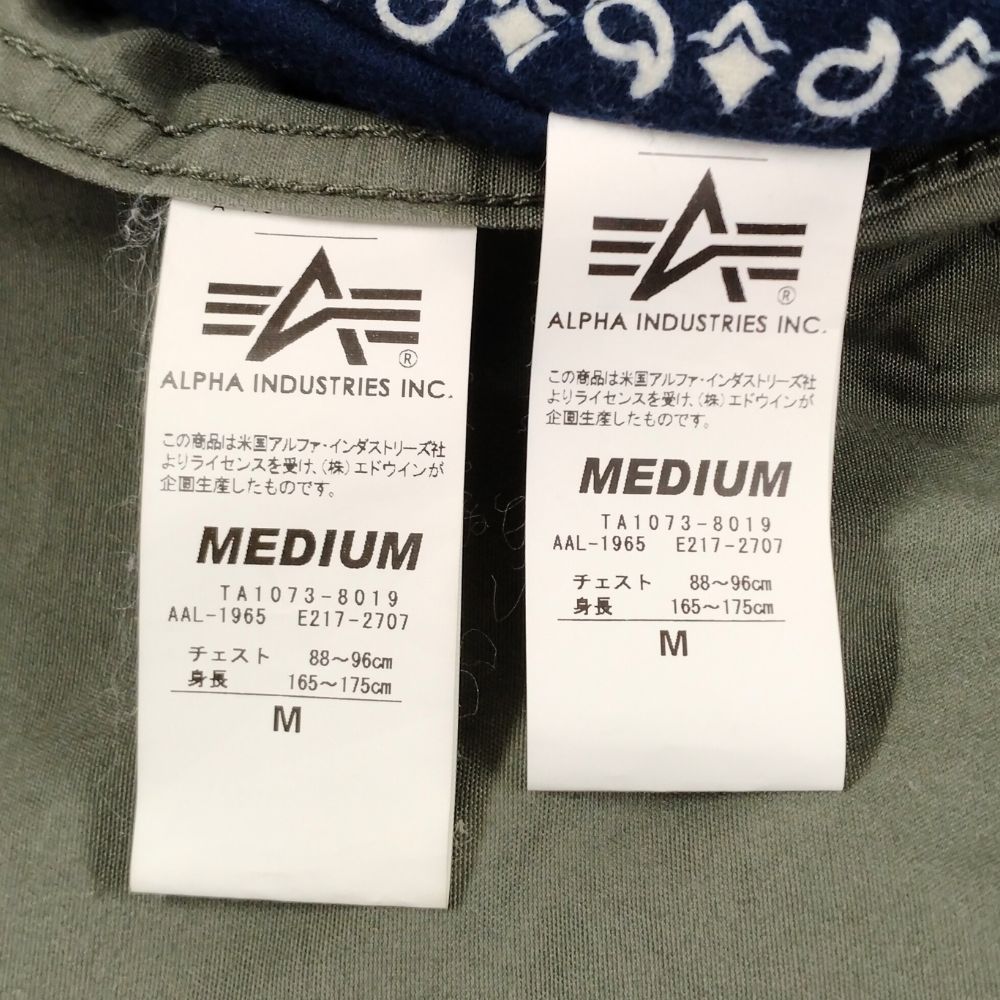 ®
ALPHA INDUSTRIES INC.
この商品は米国アルファ・インダストリーズ社
よりライセンスを受け、(株)エドウインが
企画生産したものです。
MEDIUM
TA1073-8019
AAL-1965 E217-2707
チェスト 88～96cm
身長 165～175cm
M
®
ALPHA INDUSTRIES INC.
この商品は米国アルファ・インダストリーズ社
よりライセンスを受け、(株)エドウインが
企画生産したものです。
MEDIUM
TA1073-8019
AAL-1965 E217-2707
チェスト 88～96cm
身長 165～175cm
M